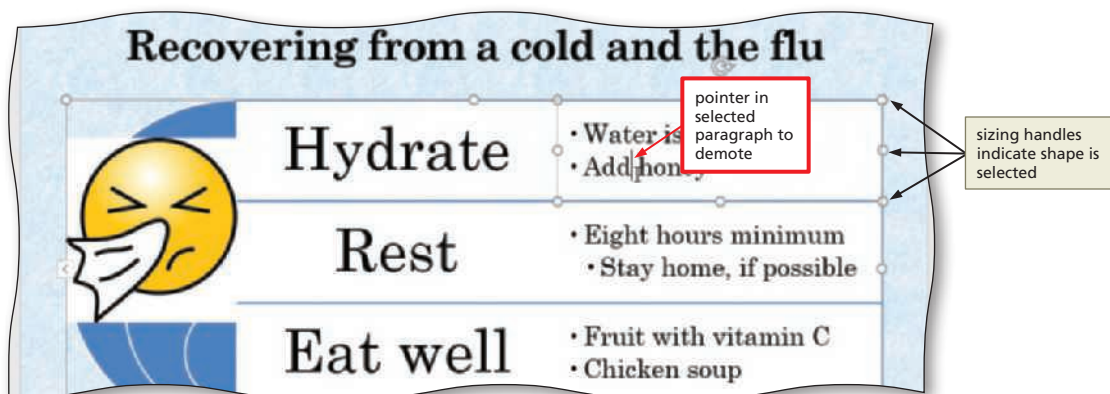 Recovering from a cold and the flu
pointer in
selected
paragraph to
demote
sizing handles
indicate shape is
selected
Hydrate
• Water is
• Add hon
Rest
• Eight hours minimum
• Stay home, if possible
Eat well
• Fruit with vitamin C
• Chicken soup